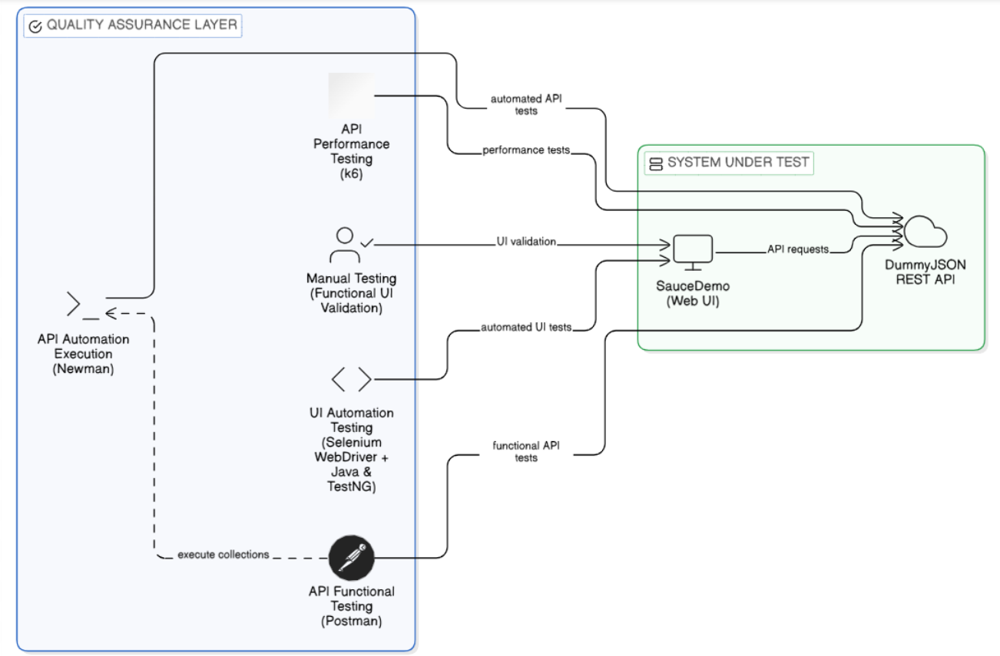 QUALITY ASSURANCE LAYER
automated API
tests
API
Performance
Testing
(k6)
performance tests
SYSTEM UNDER TEST
Manual Testing
(Functional UI
Validation)
UI validation
API requests
DummyJSON
REST API
SauceDemo
(Web UI)
API Automation
Execution
(Newman)
automated UI tests
UI Automation
Testing
(Selenium
WebDriver +
Java &
TestNG)
functional API
tests
execute collections
API Functional
Testing
(Postman)